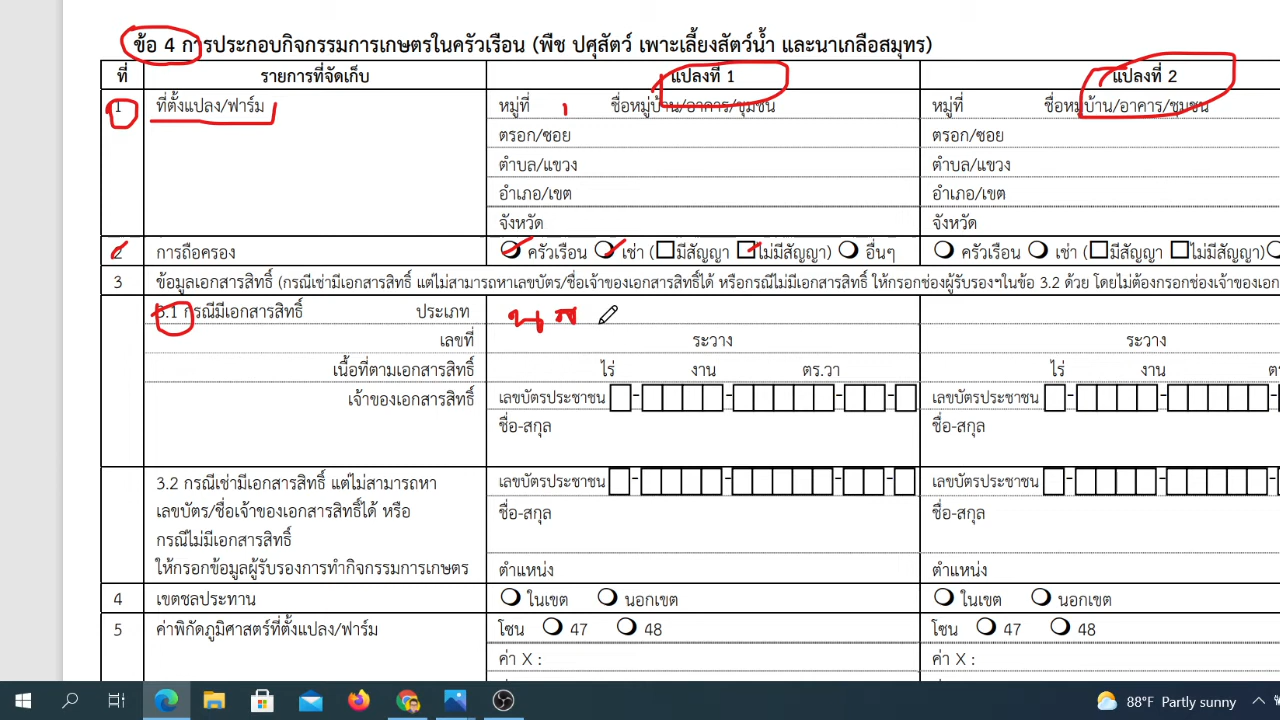 ข้อ 4 การประกอบกิจกรรมการเกษตรในครัวเรือน (พืช ปศุสัตว์ เพาะเลี้ยงสัตว์น้ำ และนาเกลือสมุทร)
ที่ รายการที่จัดเก็บ แปลงที่ 1 แปลงที่ 2
1 ที่ตั้งแปลง/ฟาร์ม หมู่ที่ 1 ชื่อหมู่บ้าน/อาคาร/ชุมชน หมู่ที่ ชื่อหมู่บ้าน/อาคาร/ชุมชน
ตรอก/ซอย ตรอก/ซอย
ตำบล/แขวง ตำบล/แขวง
อำเภอ/เขต อำเภอ/เขต
จังหวัด จังหวัด
2 การถือครอง ครัวเรือน เช่า (มีสัญญา ไม่มีสัญญา) อื่นๆ ครัวเรือน เช่า (มีสัญญา ไม่มีสัญญา)
3 ข้อมูลเอกสารสิทธิ์ (กรณีเช่ามีเอกสารสิทธิ์ แต่ไม่สามารถหาเลขบัตร/ชื่อเจ้าของเอกสารสิทธิ์ได้ หรือกรณีไม่มีเอกสารสิทธิ์ ให้กรอกช่องผู้รับรองฯในข้อ 3.2 ด้วย โดยไม่ต้องกรอกช่องเจ้าของเอก
3.1 กรณีมีเอกสารสิทธิ์ ประเภท
เลขที่ ระวาง ระวาง
เนื้อที่ตามเอกสารสิทธิ์ ไร่ งาน ตร.วา ไร่ งาน ตร
เจ้าของเอกสารสิทธิ์ เลขบัตรประชาชน - - - - เลขบัตรประชาชน - - -
ชื่อ-สกุล ชื่อ-สกุล
3.2 กรณีเช่ามีเอกสารสิทธิ์ แต่ไม่สามารถหา เลขบัตรประชาชน - - - - เลขบัตรประชาชน - - -
เลขบัตร/ชื่อเจ้าของเอกสารสิทธิ์ได้ หรือ ชื่อ-สกุล ชื่อ-สกุล
กรณีไม่มีเอกสารสิทธิ์
ให้กรอกข้อมูลผู้รับรองการทำกิจกรรมการเกษตร ตำแหน่ง ตำแหน่ง
4 เขตชลประทาน ในเขต นอกเขต ในเขต นอกเขต
5 ค่าพิกัดภูมิศาสตร์ที่ตั้งแปลง/ฟาร์ม โซน 47 48 โซน 47 48
ค่า X : ค่า X :
88°F Partly sunny